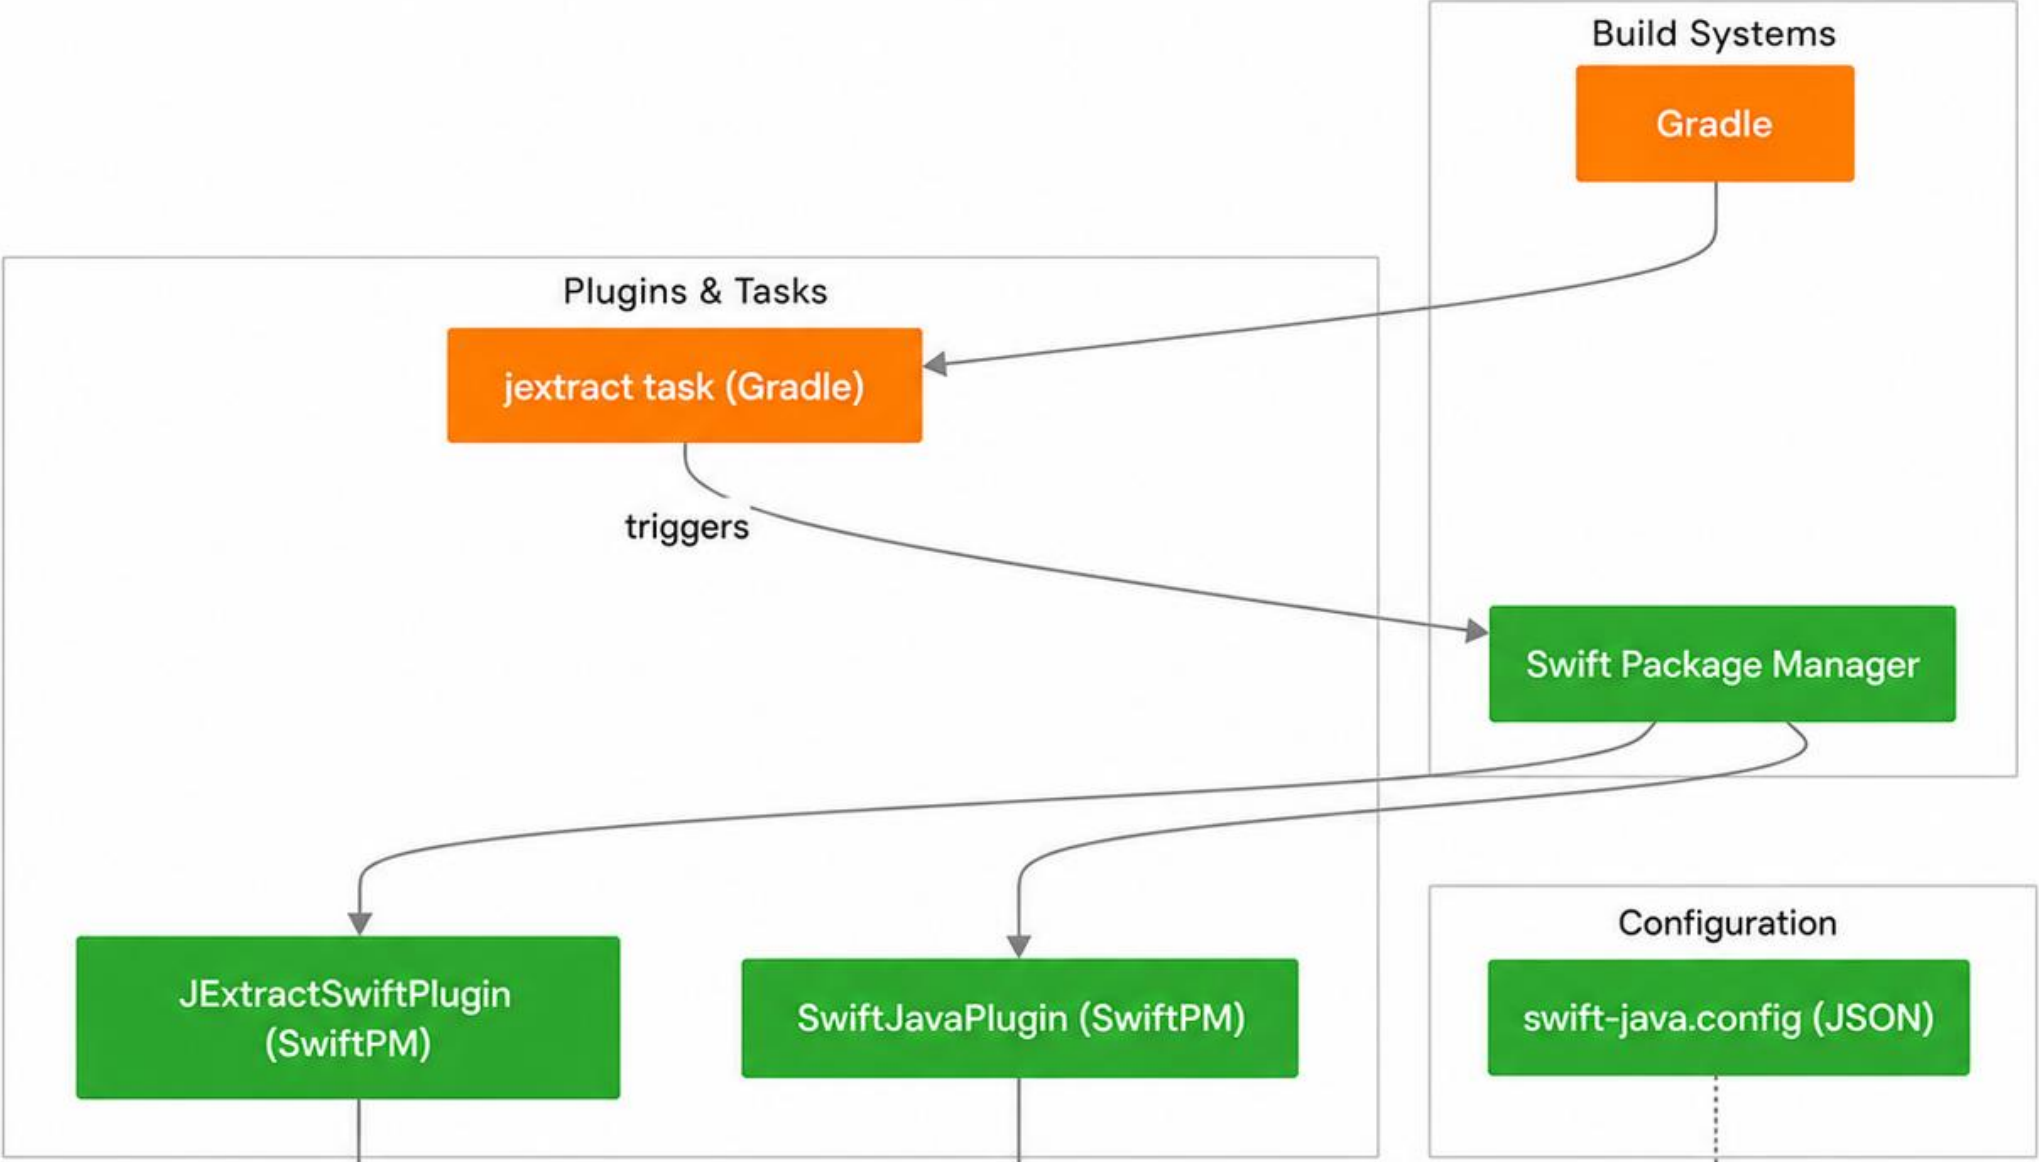 Build Systems
Gradle
Plugins & Tasks
jextract task (Gradle)
triggers
Swift Package Manager
JExtractSwiftPlugin
(SwiftPM)
SwiftJavaPlugin (SwiftPM)
Configuration
swift-java.config (JSON)